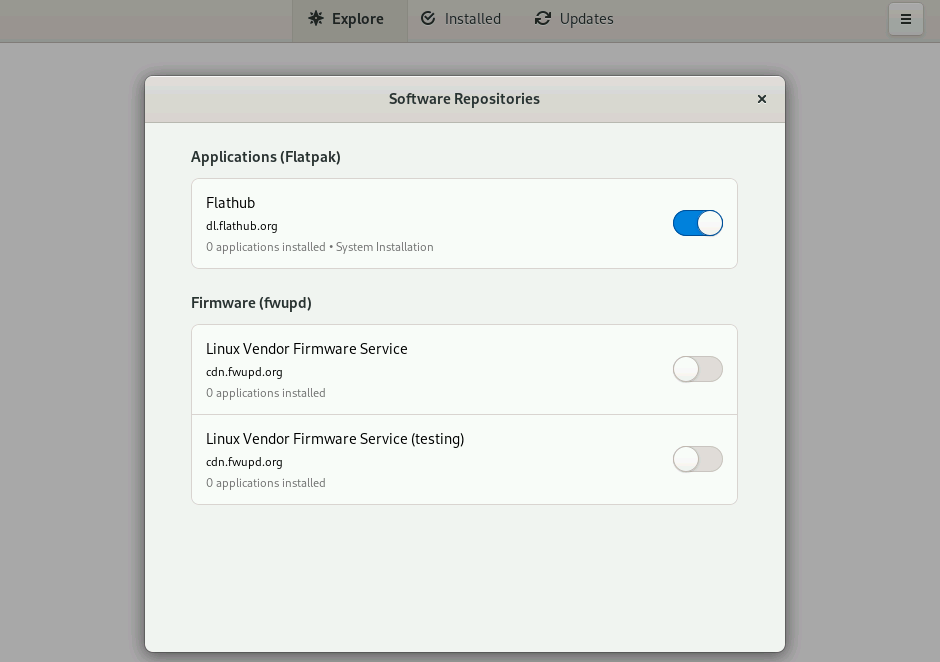 Explore
Installed
Updates
Software Repositories
Applications (Flatpak)
Flathub
dl.flathub.org
0 applications installed • System Installation
Firmware (fwupd)
Linux Vendor Firmware Service
cdn.fwupd.org
0 applications installed
Linux Vendor Firmware Service (testing)
cdn.fwupd.org
0 applications installed